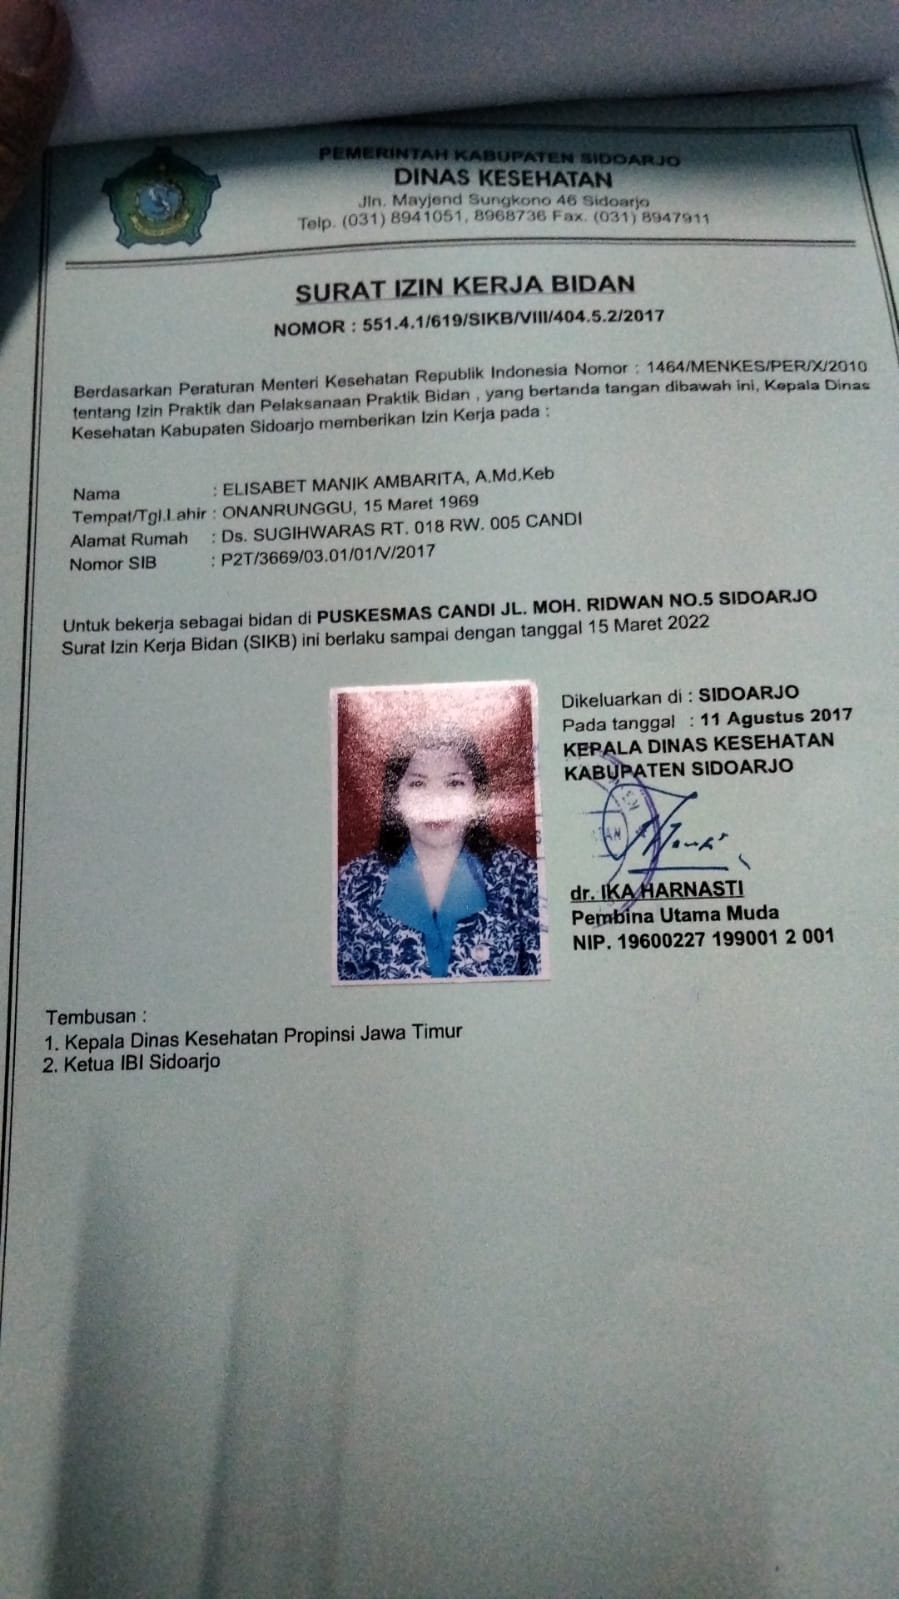 PEMERINTAH KABUPATEN SIDOARJO
DINAS KESEHATAN
Jln. Mayjend Sungkono 46 Sidoarjo
Telp. (031) 8941051, 8968736 Fax. (031) 8947911
SURAT IZIN KERJA BIDAN
NOMOR : 551.4.1/619/SIKB/VIII/404.5.2/2017
Berdasarkan Peraturan Menteri Kesehatan Republik Indonesia Nomor : 1464/MENKES/PER/X/2010
tentang Izin Praktik dan Pelaksanaan Praktik Bidan , yang bertanda tangan dibawah ini, Kepala Dinas
Kesehatan Kabupaten Sidoarjo memberikan Izin Kerja pada :
Nama : ELISABET MANIK AMBARITA, A.Md.Keb
Tempat/Tgl.Lahir : ONANRUNGGU, 15 Maret 1969
Alamat Rumah : Ds. SUGIHWARAS RT. 018 RW. 005 CANDI
Nomor SIB : P2T/3669/03.01/01/V/2017
Untuk bekerja sebagai bidan di PUSKESMAS CANDI JL. MOH. RIDWAN NO.5 SIDOARJO
Surat Izin Kerja Bidan (SIKB) ini berlaku sampai dengan tanggal 15 Maret 2022
Dikeluarkan di : SIDOARJO
Pada tanggal : 11 Agustus 2017
KEPALA DINAS KESEHATAN
KABUPATEN SIDOARJO
dr. IKA HARNASTI
Pembina Utama Muda
NIP. 19600227 199001 2 001
Tembusan :
1. Kepala Dinas Kesehatan Propinsi Jawa Timur
2. Ketua IBI Sidoarjo